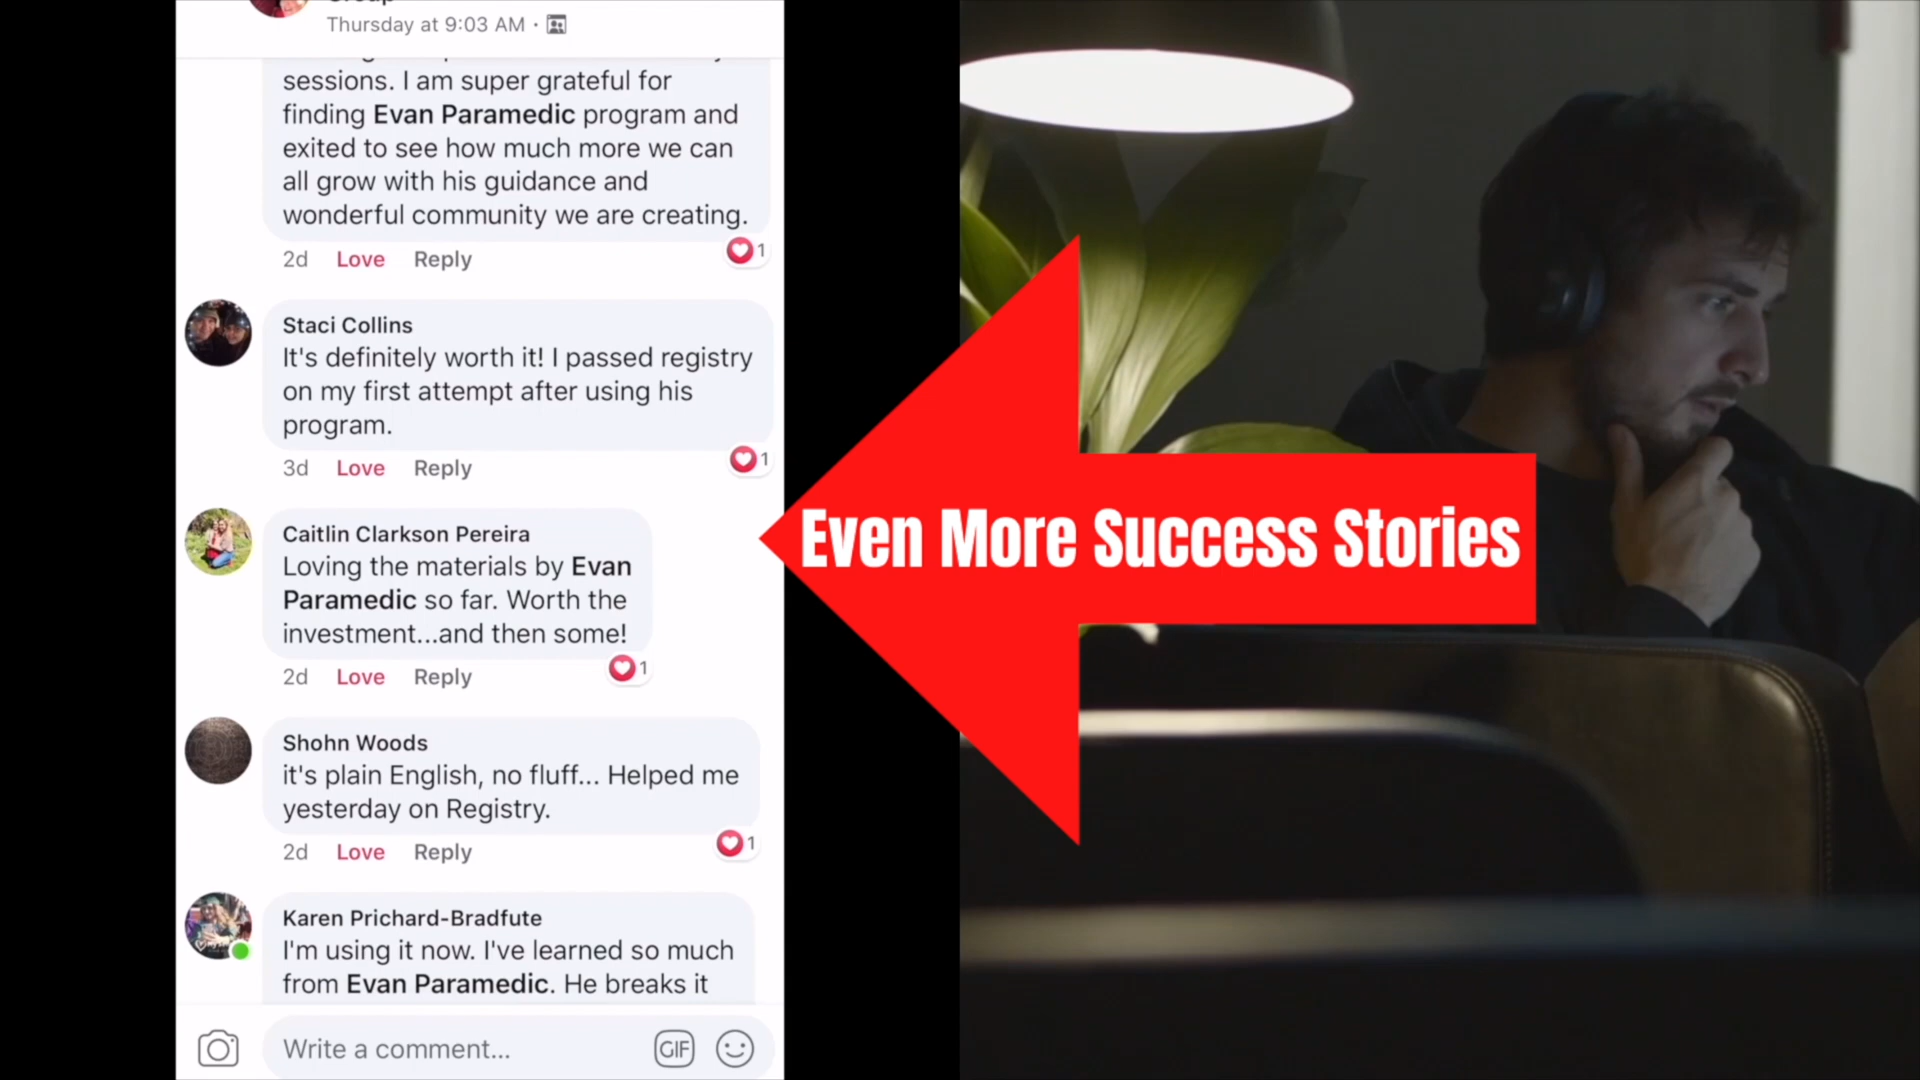 Group
Thursday at 9:03 AM ·
sessions. I am super grateful for
finding Evan Paramedic program and
exited to see how much more we can
all grow with his guidance and
wonderful community we are creating.
2d Love Reply 1
Staci Collins
It's definitely worth it! I passed registry
on my first attempt after using his
program.
3d Love Reply 1
Caitlin Clarkson Pereira
Loving the materials by Evan
Paramedic so far. Worth the
investment...and then some!
2d Love Reply 1
Shohn Woods
it's plain English, no fluff... Helped me
yesterday on Registry.
2d Love Reply 1
Karen Prichard-Bradfute
I'm using it now. I've learned so much
from Evan Paramedic. He breaks it
Write a comment...
GIF
Even More Success Stories